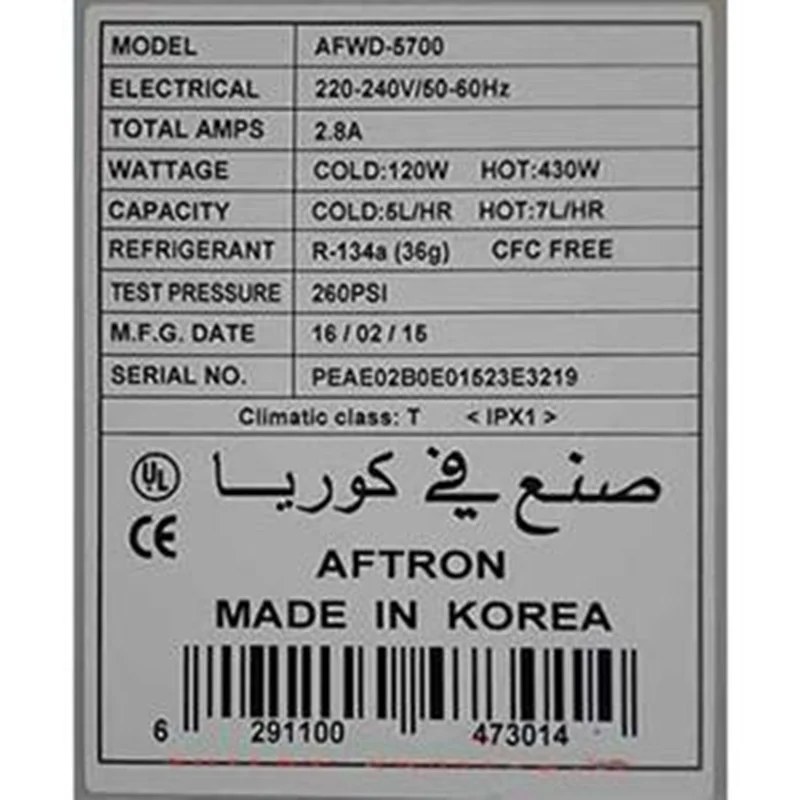 MODEL AFWD-5700
ELECTRICAL 220-240V/50-60Hz
TOTAL AMPS 2.8A
WATTAGE COLD:120W HOT:430W
CAPACITY COLD:5L/HR HOT:7L/HR
REFRIGERANT R-134a (36g) CFC FREE
TEST PRESSURE 260PSI
M.F.G. DATE 16 / 02 / 15
SERIAL NO. PEAE02B0E01523E3219
Climatic class: T < IPX1 >
UL صنع في كوريا
CE
AFTRON
MADE IN KOREA
6 291100 473014